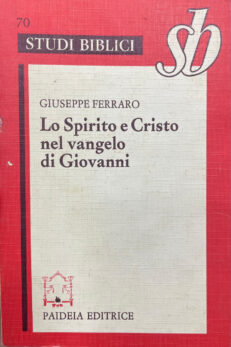 70
STUDI BIBLICI
sb
GIUSEPPE FERRARO
Lo Spirito e Cristo
nel vangelo
di Giovanni
PAIDEIA EDITRICE